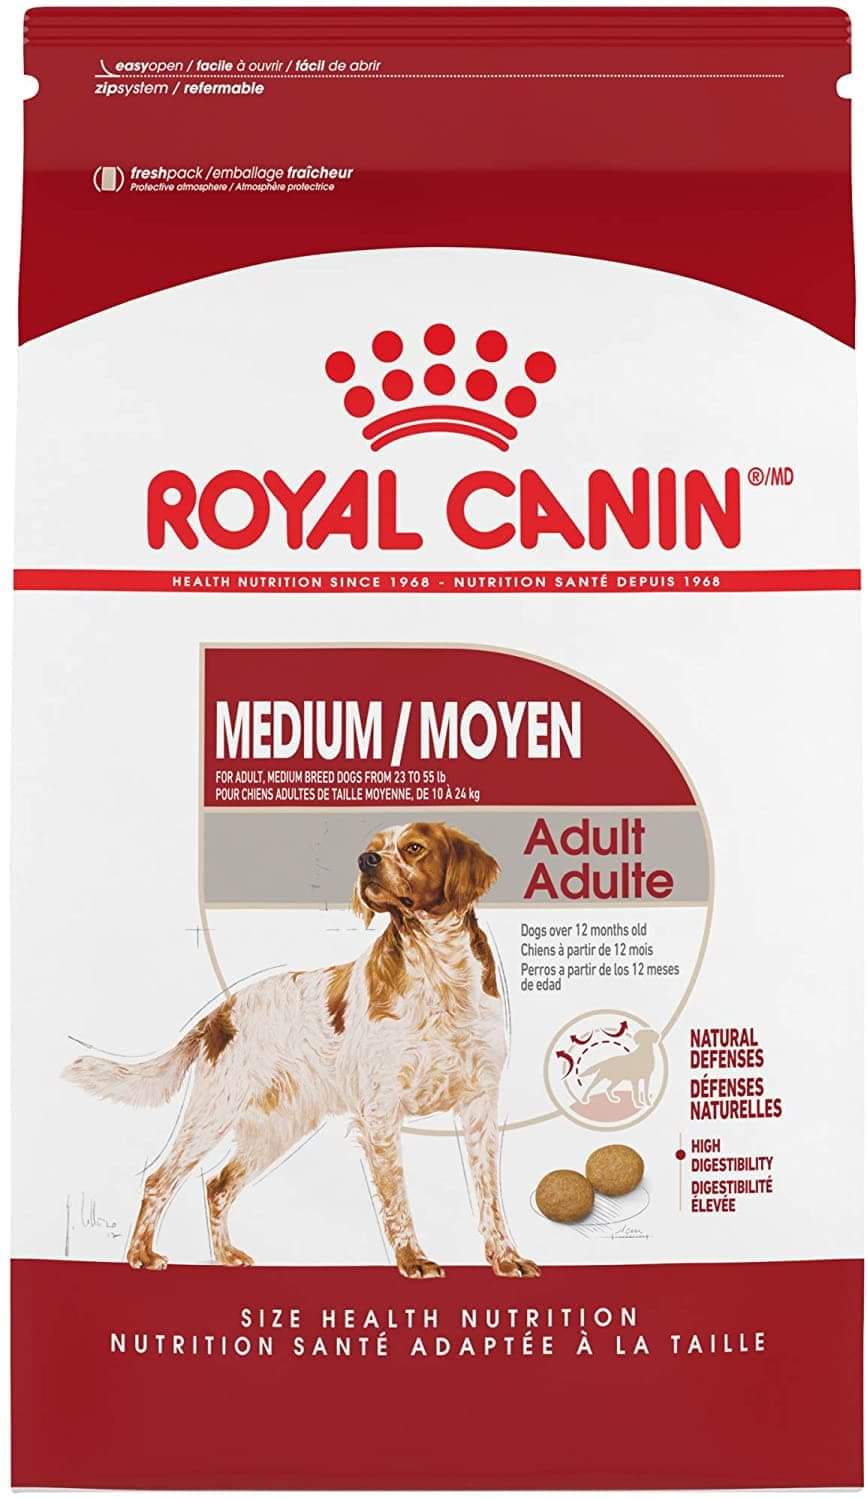 easyopen / facile à ouvrir / fácil de abrir
zipsystem / refermable
freshpack / emballage fraîcheur
Protective atmosphere / Atmosphère protectrice
ROYAL CANIN®/MD
HEALTH NUTRITION SINCE 1968 - NUTRITION SANTÉ DEPUIS 1968
MEDIUM / MOYEN
FOR ADULT, MEDIUM BREED DOGS FROM 23 TO 55 lb
POUR CHIENS ADULTES DE TAILLE MOYENNE, DE 10 À 24 kg
Adult
Adulte
Dogs over 12 months old
Chiens à partir de 12 mois
Perros a partir de los 12 meses
de edad
NATURAL
DEFENSES
DÉFENSES
NATURELLES
HIGH
DIGESTIBILITY
DIGESTIBILITÉ
ÉLEVÉE
SIZE HEALTH NUTRITION
NUTRITION SANTÉ ADAPTÉE À LA TAILLE